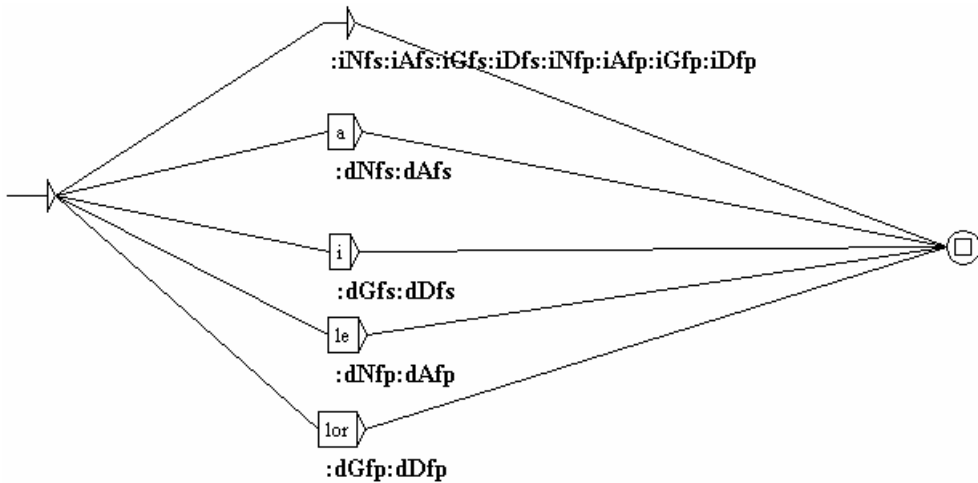 :iNfs:iAfs:iGfs:iDfs:iNfp:iAfp:iGfp:iDfp
a
:dNfs:dAfs
i
:dGfs:dDfs
le
:dNfp:dAfp
lor
:dGfp:dDfp